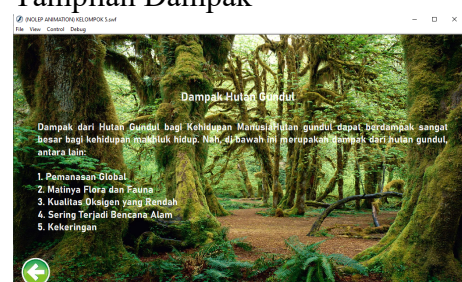 Tampilan Dampak
(NOLEP ANIMATION) KELOMPOK 5.swf
File View Control Debug
Dampak Hutan Gundul
Dampak dari Hutan Gundul bagi Kehidupan ManusiaHutan gundul dapat berdampak sangat
besar bagi kehidupan makhluk hidup. Nah, di bawah ini merupakan dampak dari hutan gundul,
antara lain:
1. Pemanasan Global
2. Matinya Flora dan Fauna
3. Kualitas Oksigen yang Rendah
4. Sering Terjadi Bencana Alam
5. Kekeringan